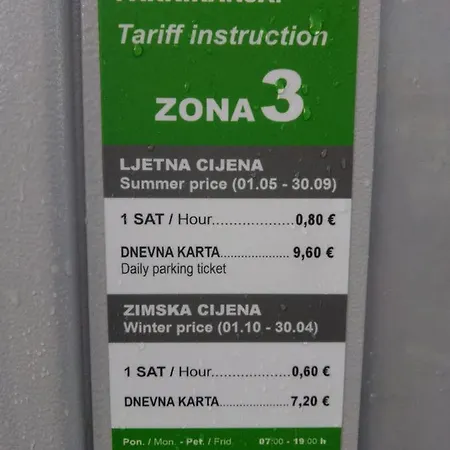 Tariff instruction
ZONA 3
LJETNA CIJENA
Summer price (01.05 - 30.09)
1 SAT / Hour.....................0,80 €
DNEVNA KARTA.....................9,60 €
Daily parking ticket
ZIMSKA CIJENA
Winter price (01.10 - 30.04)
1 SAT / Hour.....................0,60 €
DNEVNA KARTA.....................7,20 €
Pon. / Mon. - Pet. / Frid. 07:00 - 19:00 h